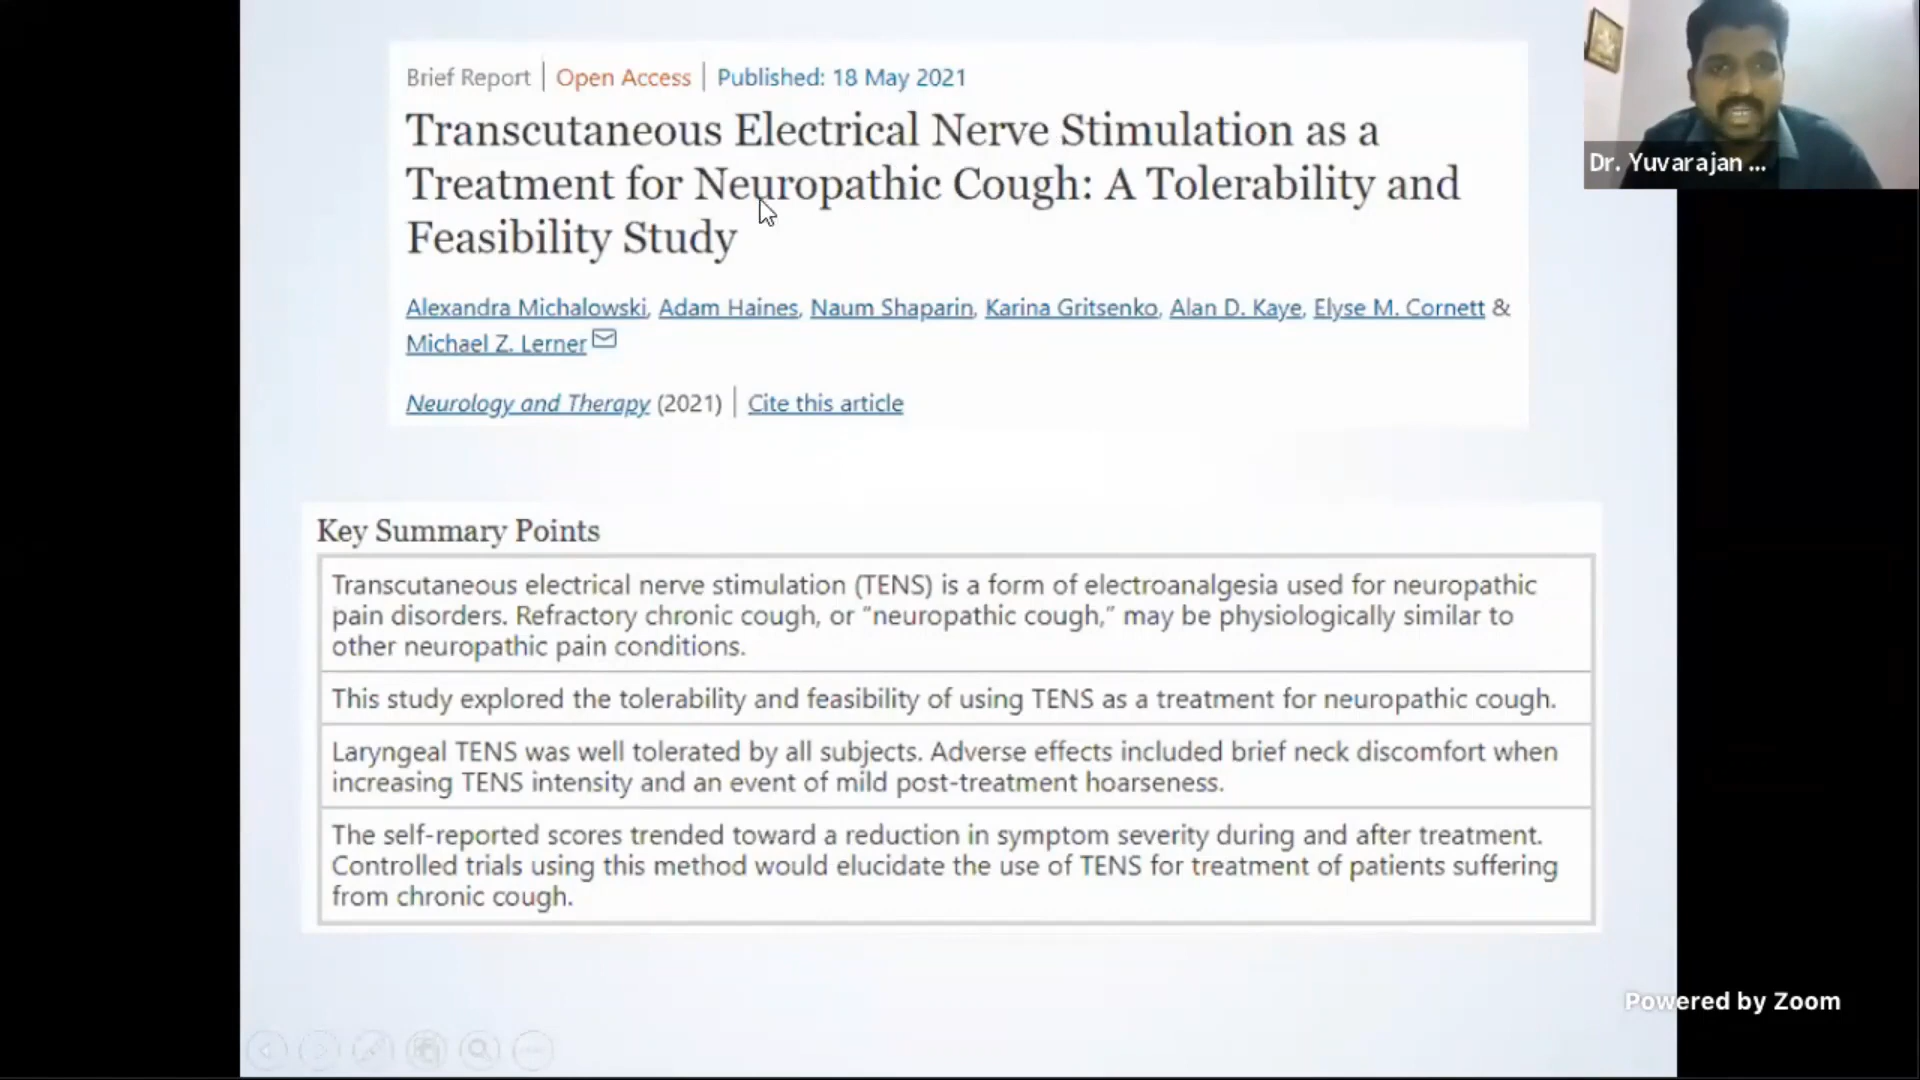 Brief Report | Open Access | Published: 18 May 2021
Transcutaneous Electrical Nerve Stimulation as a
Treatment for Neuropathic Cough: A Tolerability and
Feasibility Study
Alexandra Michalowski, Adam Haines, Naum Shaparin, Karina Gritsenko, Alan D. Kaye, Elyse M. Cornett &
Michael Z. Lerner
Neurology and Therapy (2021) | Cite this article
Dr. Yuvarajan ...
Key Summary Points
Transcutaneous electrical nerve stimulation (TENS) is a form of electroanalgesia used for neuropathic
pain disorders. Refractory chronic cough, or “neuropathic cough,” may be physiologically similar to
other neuropathic pain conditions.
This study explored the tolerability and feasibility of using TENS as a treatment for neuropathic cough.
Laryngeal TENS was well tolerated by all subjects. Adverse effects included brief neck discomfort when
increasing TENS intensity and an event of mild post-treatment hoarseness.
The self-reported scores trended toward a reduction in symptom severity during and after treatment.
Controlled trials using this method would elucidate the use of TENS for treatment of patients suffering
from chronic cough.
Powered by Zoom